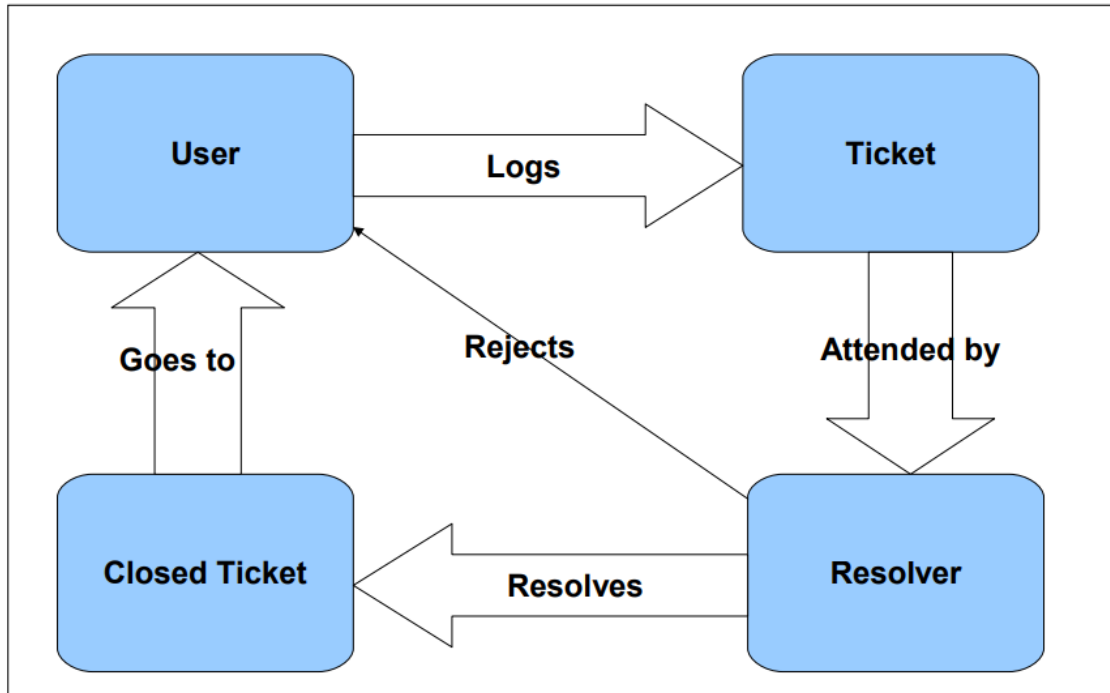 User
Logs
Ticket
Goes to
Rejects
Attended by
Closed Ticket
Resolves
Resolver